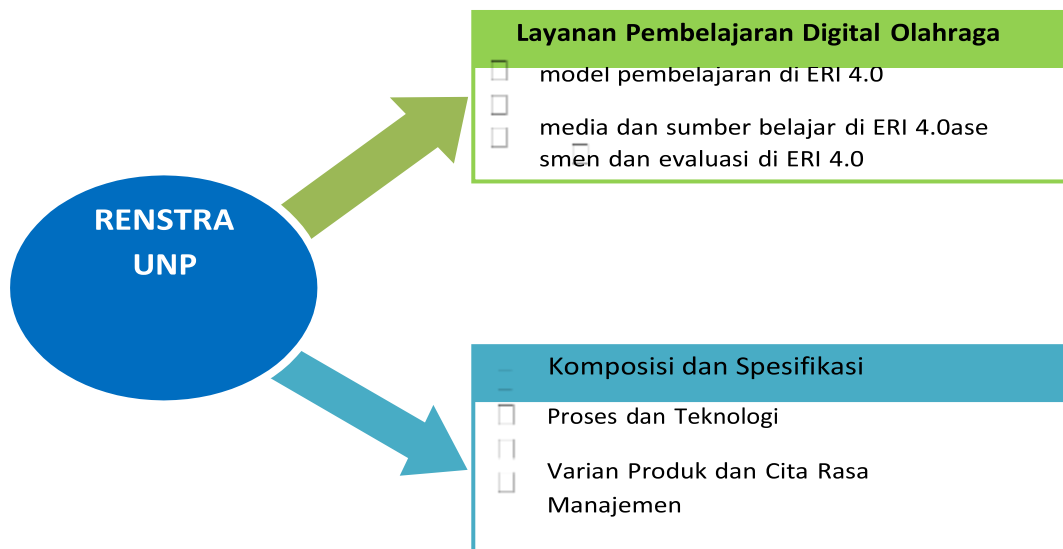 Layanan Pembelajaran Digital Olahraga
model pembelajaran di ERI 4.0
media dan sumber belajar di ERI 4.0ase
smen dan evaluasi di ERI 4.0
RENSTRA
UNP
Komposisi dan Spesifikasi
Proses dan Teknologi
Varian Produk dan Cita Rasa
Manajemen